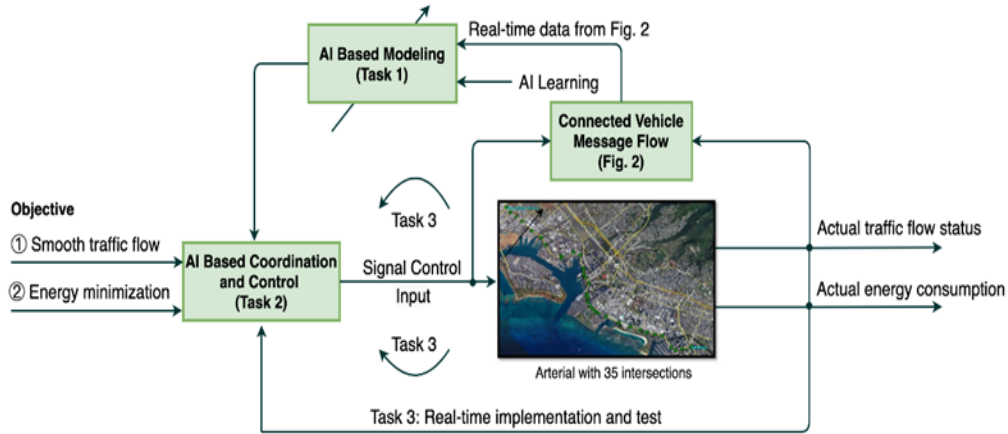 Real-time data from Fig. 2
AI Based Modeling
(Task 1)
AI Learning
Connected Vehicle
Message Flow
(Fig. 2)
Objective
① Smooth traffic flow
② Energy minimization
AI Based Coordination
and Control
(Task 2)
Task 3
Signal Control
Input
Task 3
Actual traffic flow status
Actual energy consumption
Arterial with 35 intersections
Task 3: Real-time implementation and test